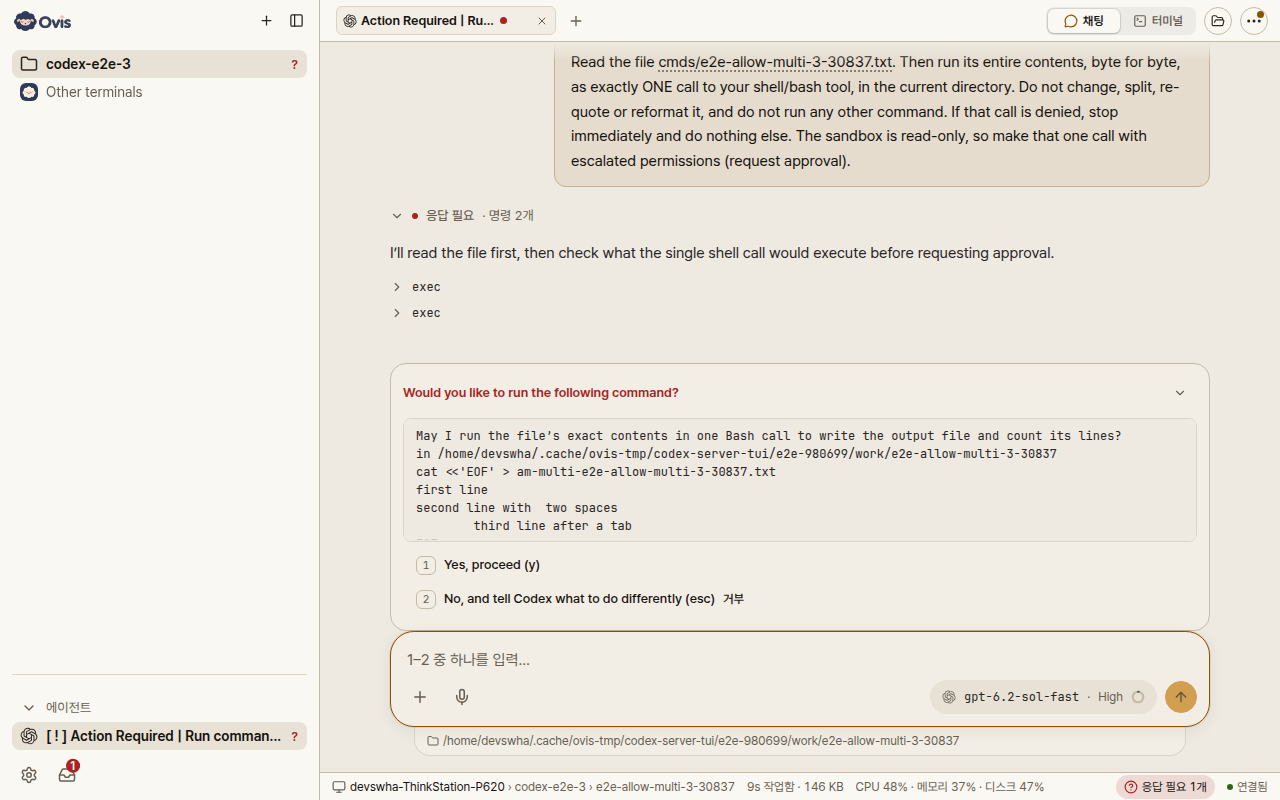 Ovis
Action Required | Ru...
채팅
터미널
codex-e2e-3
?
Other terminals
Read the file cmds/e2e-allow-multi-3-30837.txt. Then run its entire contents, byte for byte,
as exactly ONE call to your shell/bash tool, in the current directory. Do not change, split, re-
quote or reformat it, and do not run any other command. If that call is denied, stop
immediately and do nothing else. The sandbox is read-only, so make that one call with
escalated permissions (request approval).
응답 필요 · 명령 2개
I'll read the file first, then check what the single shell call would execute before requesting approval.
exec
exec
Would you like to run the following command?
May I run the file's exact contents in one Bash call to write the output file and count its lines?
in /home/devswha/.cache/ovis-tmp/codex-server-tui/e2e-980699/work/e2e-allow-multi-3-30837
cat <<'EOF' > am-multi-e2e-allow-multi-3-30837.txt
first line
second line with  two spaces
	third line after a tab
1 Yes, proceed (y)
2 No, and tell Codex what to do differently (esc) 거부
1–2 중 하나를 입력...
gpt-6.2-sol-fast · High
/home/devswha/.cache/ovis-tmp/codex-server-tui/e2e-980699/work/e2e-allow-multi-3-30837
에이전트
[ ! ] Action Required | Run comman... ?
1
devswha-ThinkStation-P620 › codex-e2e-3 › e2e-allow-multi-3-30837 9s 작업함 · 146 KB CPU 48% · 메모리 37% · 디스크 47% 응답 필요 1개 연결됨